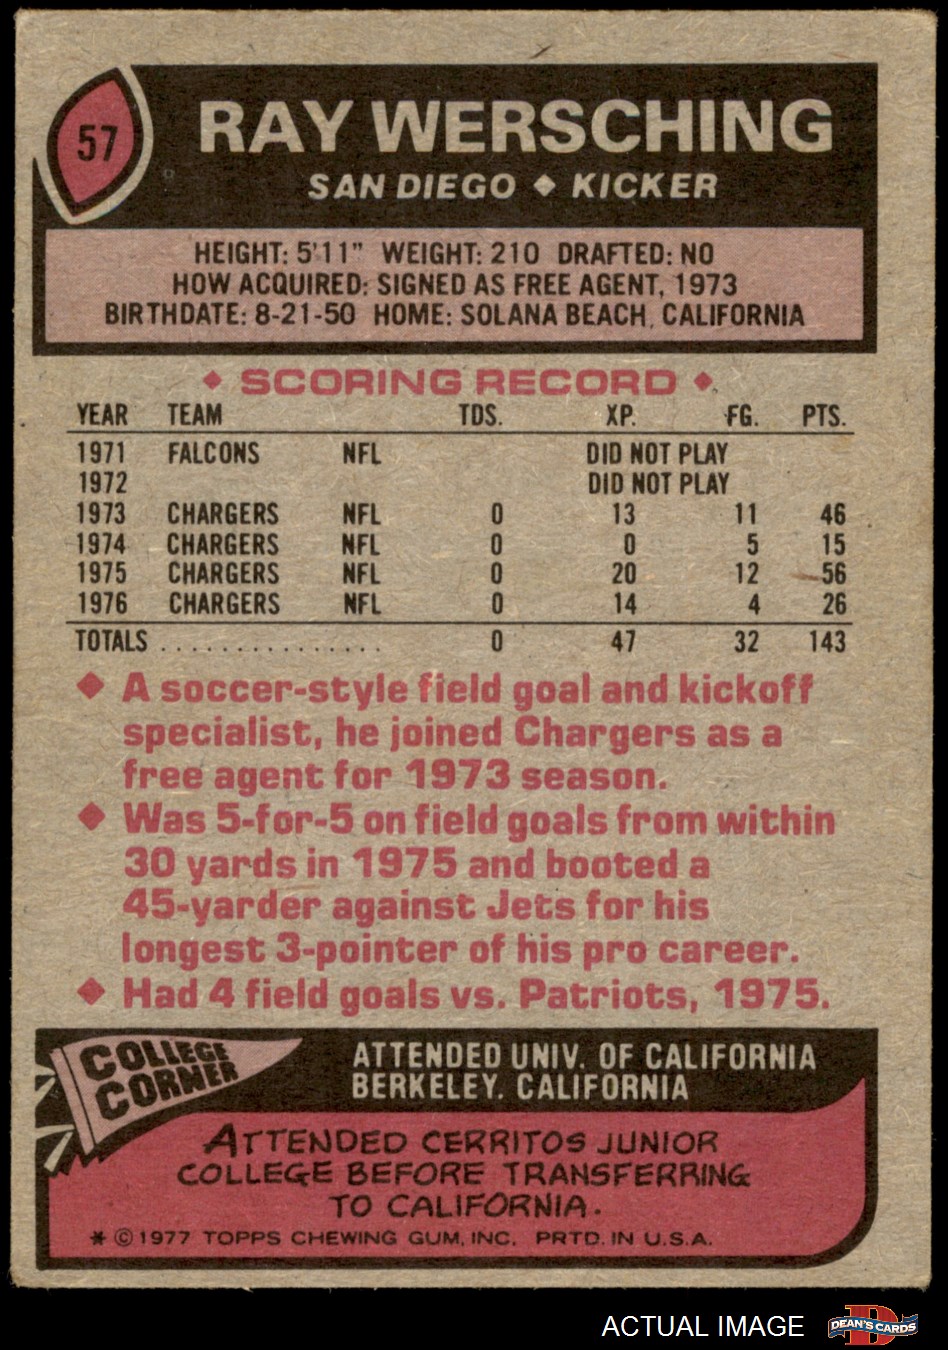 57
RAY WERSCHING
SAN DIEGO ◆ KICKER
HEIGHT: 5'11" WEIGHT: 210 DRAFTED: NO
HOW ACQUIRED: SIGNED AS FREE AGENT, 1973
BIRTHDATE: 8-21-50 HOME: SOLANA BEACH, CALIFORNIA
◆ SCORING RECORD ◆
YEAR TEAM TDS. XP. FG. PTS.
1971 FALCONS NFL DID NOT PLAY
1972 DID NOT PLAY
1973 CHARGERS NFL 0 13 11 46
1974 CHARGERS NFL 0 0 5 15
1975 CHARGERS NFL 0 20 12 56
1976 CHARGERS NFL 0 14 4 26
TOTALS . . . . . . . . . . . . . . . 0 47 32 143
◆ A soccer-style field goal and kickoff
specialist, he joined Chargers as a
free agent for 1973 season.
◆ Was 5-for-5 on field goals from within
30 yards in 1975 and booted a
45-yarder against Jets for his
longest 3-pointer of his pro career.
◆ Had 4 field goals vs. Patriots, 1975.
COLLEGE
CORNER
ATTENDED UNIV. OF CALIFORNIA
BERKELEY, CALIFORNIA
ATTENDED CERRITOS JUNIOR
COLLEGE BEFORE TRANSFERRING
TO CALIFORNIA.
* © 1977 TOPPS CHEWING GUM, INC. PRTD. IN U.S.A.
ACTUAL IMAGE
D
DEAN'S CARDS